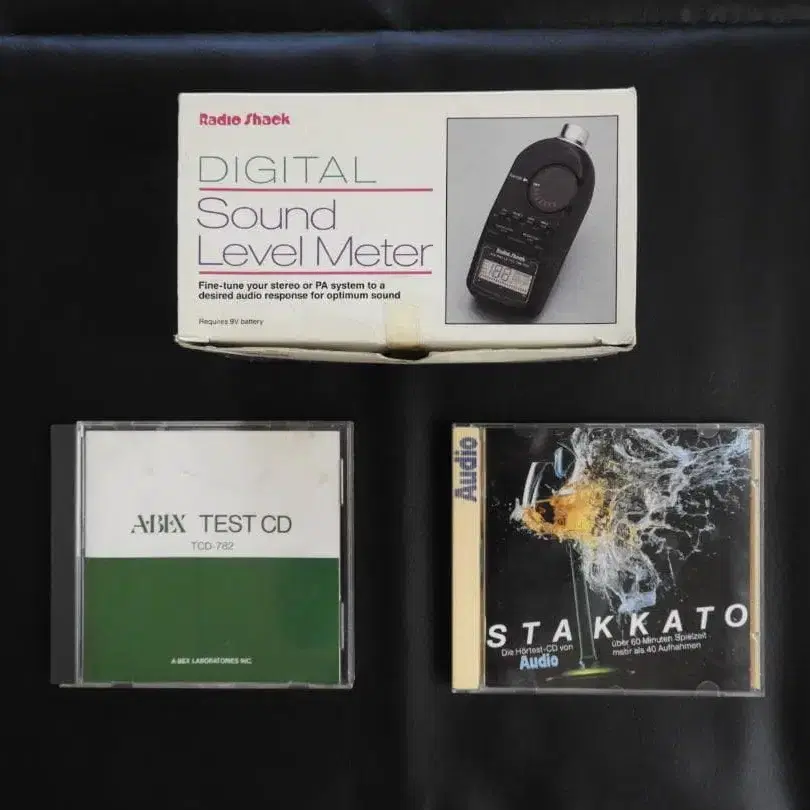 Radio Shack
DIGITAL
Sound
Level Meter
Fine-tune your stereo or PA system to a
desired audio response for optimum sound
Requires 9V battery
Radio Shack
A-BEX TEST CD
TCD-782
A-BEX LABORATORIES INC.
Audio
STAKKATO
Die Hörtest-CD von
Audio
über 60 Minuten Spielzeit
mehr als 40 Aufnahmen